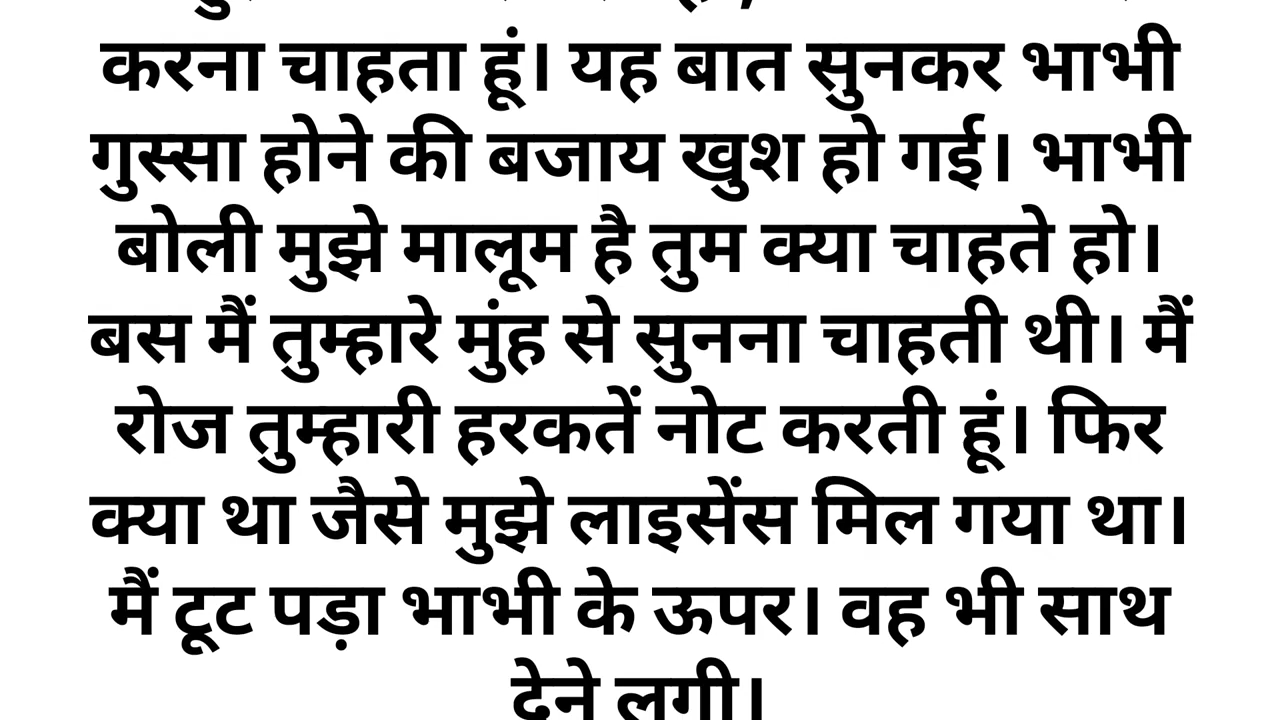 करना चाहता हूं। यह बात सुनकर भाभी
गुस्सा होने की बजाय खुश हो गई। भाभी
बोली मुझे मालूम है तुम क्या चाहते हो।
बस मैं तुम्हारे मुंह से सुनना चाहती थी। मैं
रोज तुम्हारी हरकतें नोट करती हूं। फिर
क्या था जैसे मुझे लाइसेंस मिल गया था।
मैं टूट पड़ा भाभी के ऊपर। वह भी साथ
देने लगी।